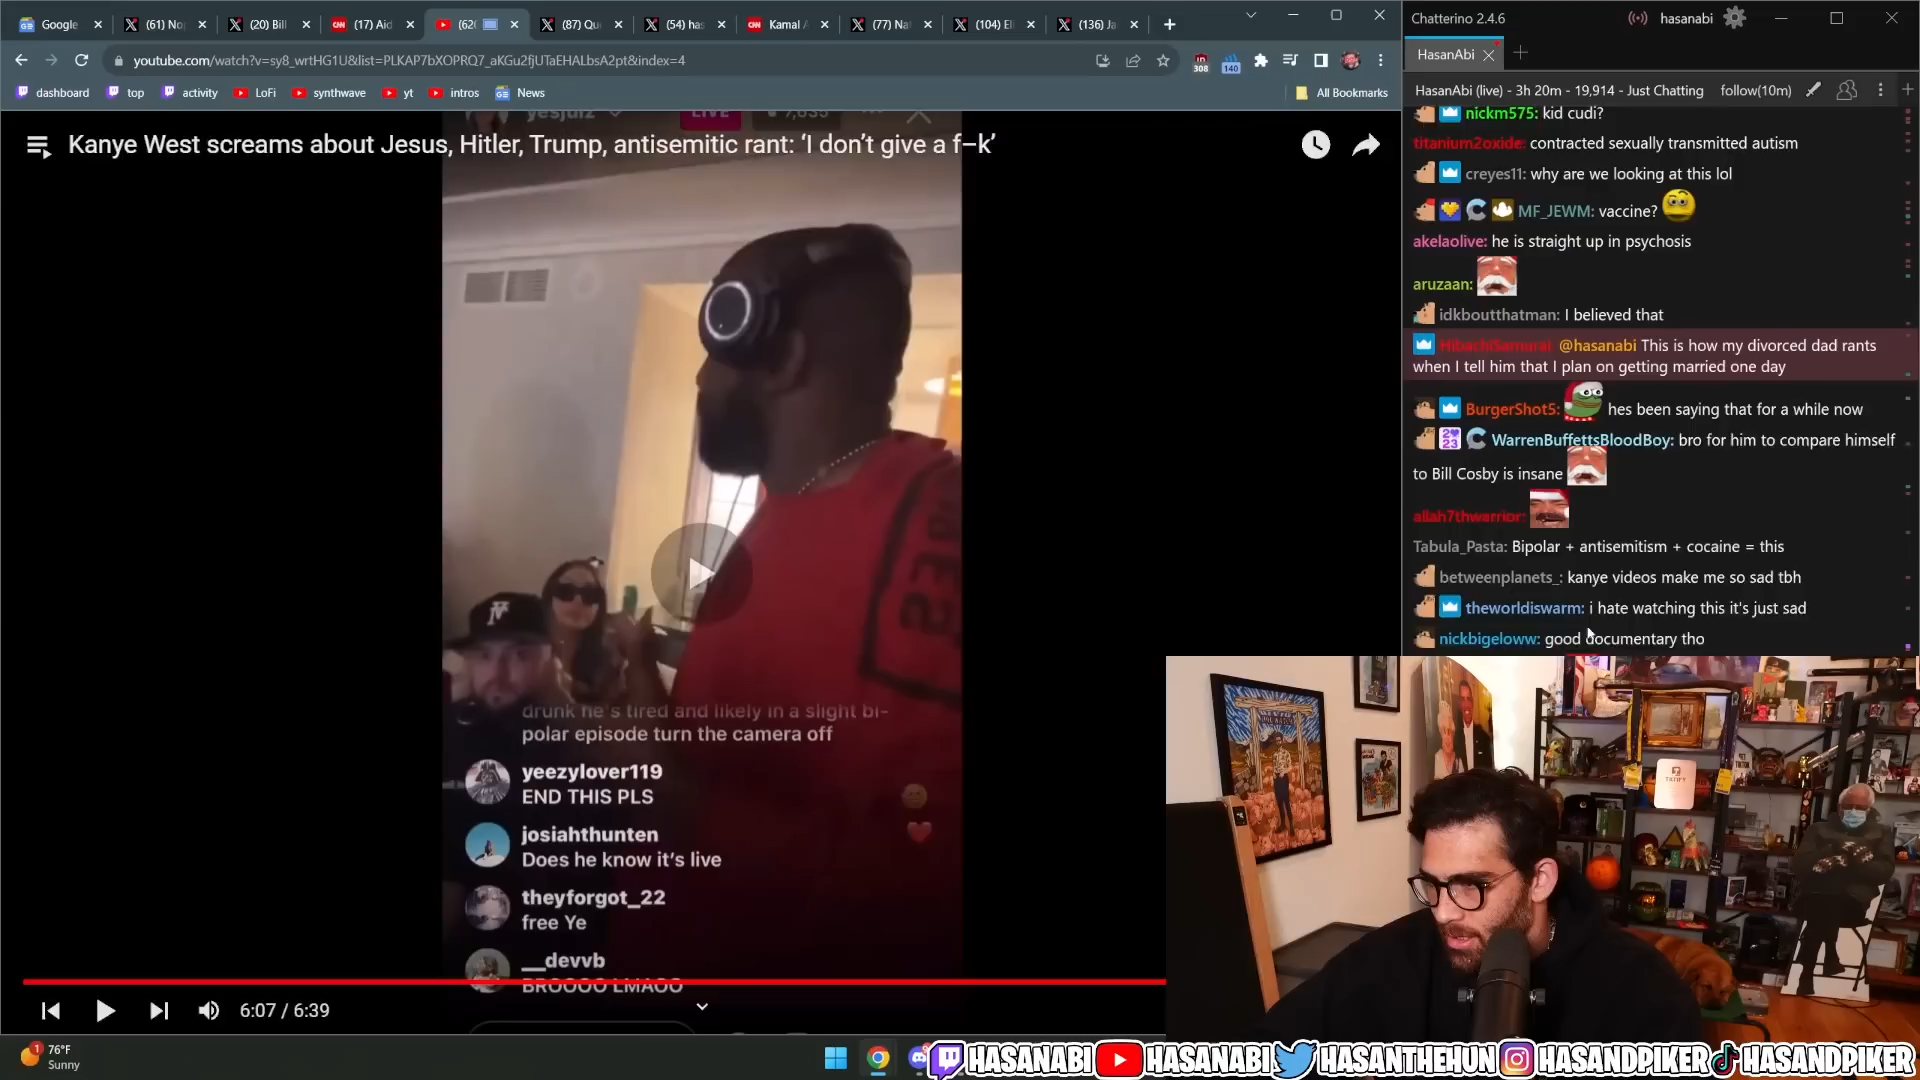 Google
(61) No
(20) Bill
(17) Aid
(62
(87) Qu
(54) has
Kamal A
(77) Na
(104) El
(136) Ja
youtube.com/watch?v=sy8_wrtHG1U&list=PLKAP7bXOPRQ7_aKGu2fjUTaEHALbsA2pt&index=4
308
140
dashboard
top
activity
LoFi
synthwave
yt
intros
News
All Bookmarks
yesjulz
LIVE
Kanye West screams about Jesus, Hitler, Trump, antisemitic rant: ‘I don’t give a f–k’
drunk he's tired and likely in a slight bi-
polar episode turn the camera off
yeezylover119
END THIS PLS
josiahthunten
Does he know it's live
theyforgot_22
free Ye
__devvb
BROOOO LMAOO
6:07 / 6:39
Chatterino 2.4.6
hasanabi
HasanAbi
HasanAbi (live) - 3h 20m - 19,914 - Just Chatting
follow(10m)
nickm575: kid cudi?
titanium2oxide: contracted sexually transmitted autism
creyes11: why are we looking at this lol
MF_JEWM: vaccine?
akelaolive: he is straight up in psychosis
aruzaan:
idkboutthatman: I believed that
HibachiSamurai @hasanabi This is how my divorced dad rants
when I tell him that I plan on getting married one day
BurgerShot5: hes been saying that for a while now
WarrenBuffettsBloodBoy: bro for him to compare himself
to Bill Cosby is insane
allah7thwarrior:
Tabula_Pasta: Bipolar + antisemitism + cocaine = this
betweenplanets_: kanye videos make me so sad tbh
theworldiswarm: i hate watching this it's just sad
nickbigeloww: good documentary tho
1
76°F
Sunny
HASANABI
HASANABI
HASANTHEHUN
HASANDPIKER
HASANDPIKER